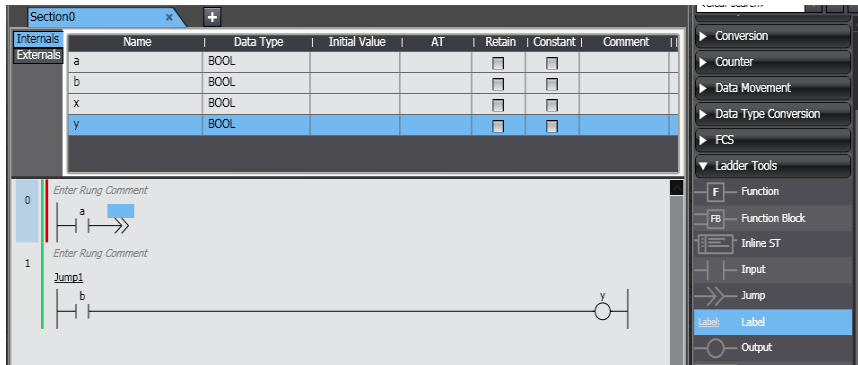 Section0 × +
Internals
Externals
Name Data Type Initial Value AT Retain Constant Comment
a BOOL
b BOOL
x BOOL
y BOOL
0
Enter Rung Comment
a
1
Enter Rung Comment
Jump1
b y
Conversion
Counter
Data Movement
Data Type Conversion
FCS
Ladder Tools
F Function
FB Function Block
Inline ST
Input
Jump
Label: Label
Output